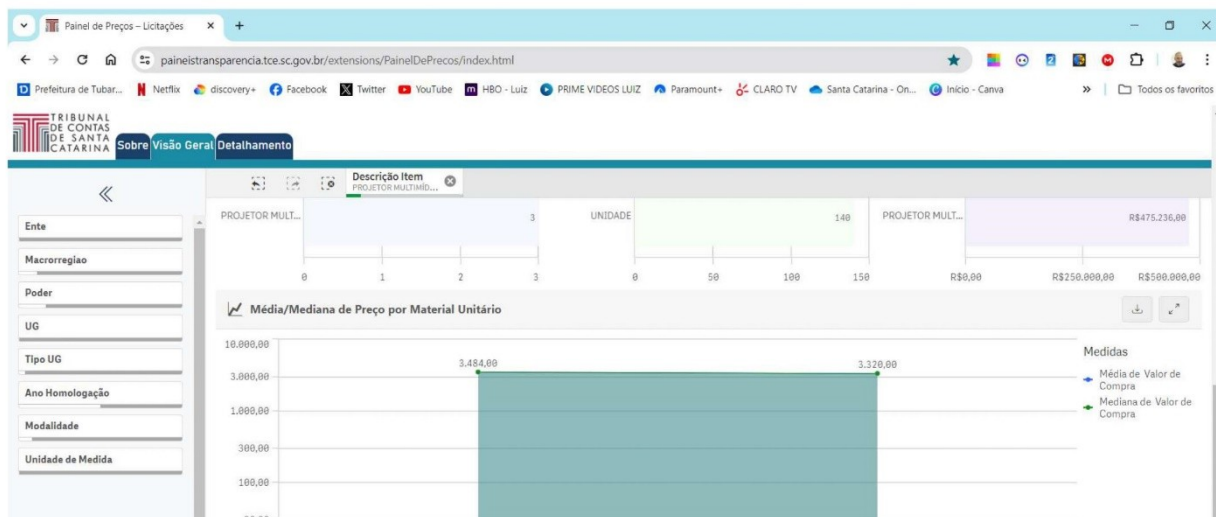 Painel de Preços – Licitações
paineistransparencia.tce.sc.gov.br/extensions/PainelDePrecos/index.html
Prefeitura de Tubar... Netflix discovery+ Facebook Twitter YouTube HBO - Luiz PRIME VIDEOS LUIZ Paramount+ CLARO TV Santa Catarina - On... Início - Canva » Todos os favoritos
TRIBUNAL
DE CONTAS
DE SANTA
CATARINA
Sobre Visão Geral Detalhamento
Descrição Item
PROJETOR MULTIMÍD...
Ente
Macrorregiao
Poder
UG
Tipo UG
Ano Homologação
Modalidade
Unidade de Medida
PROJETOR MULT... 3
0 1 2 3
UNIDADE 140
0 50 100 150
PROJETOR MULT... R$475.236,00
R$0,00 R$250.000,00 R$500.000,00
Média/Mediana de Preço por Material Unitário
10.000,00
3.000,00
1.000,00
300,00
100,00
3.484,00 3.320,00
Medidas
Média de Valor de
Compra
Mediana de Valor de
Compra